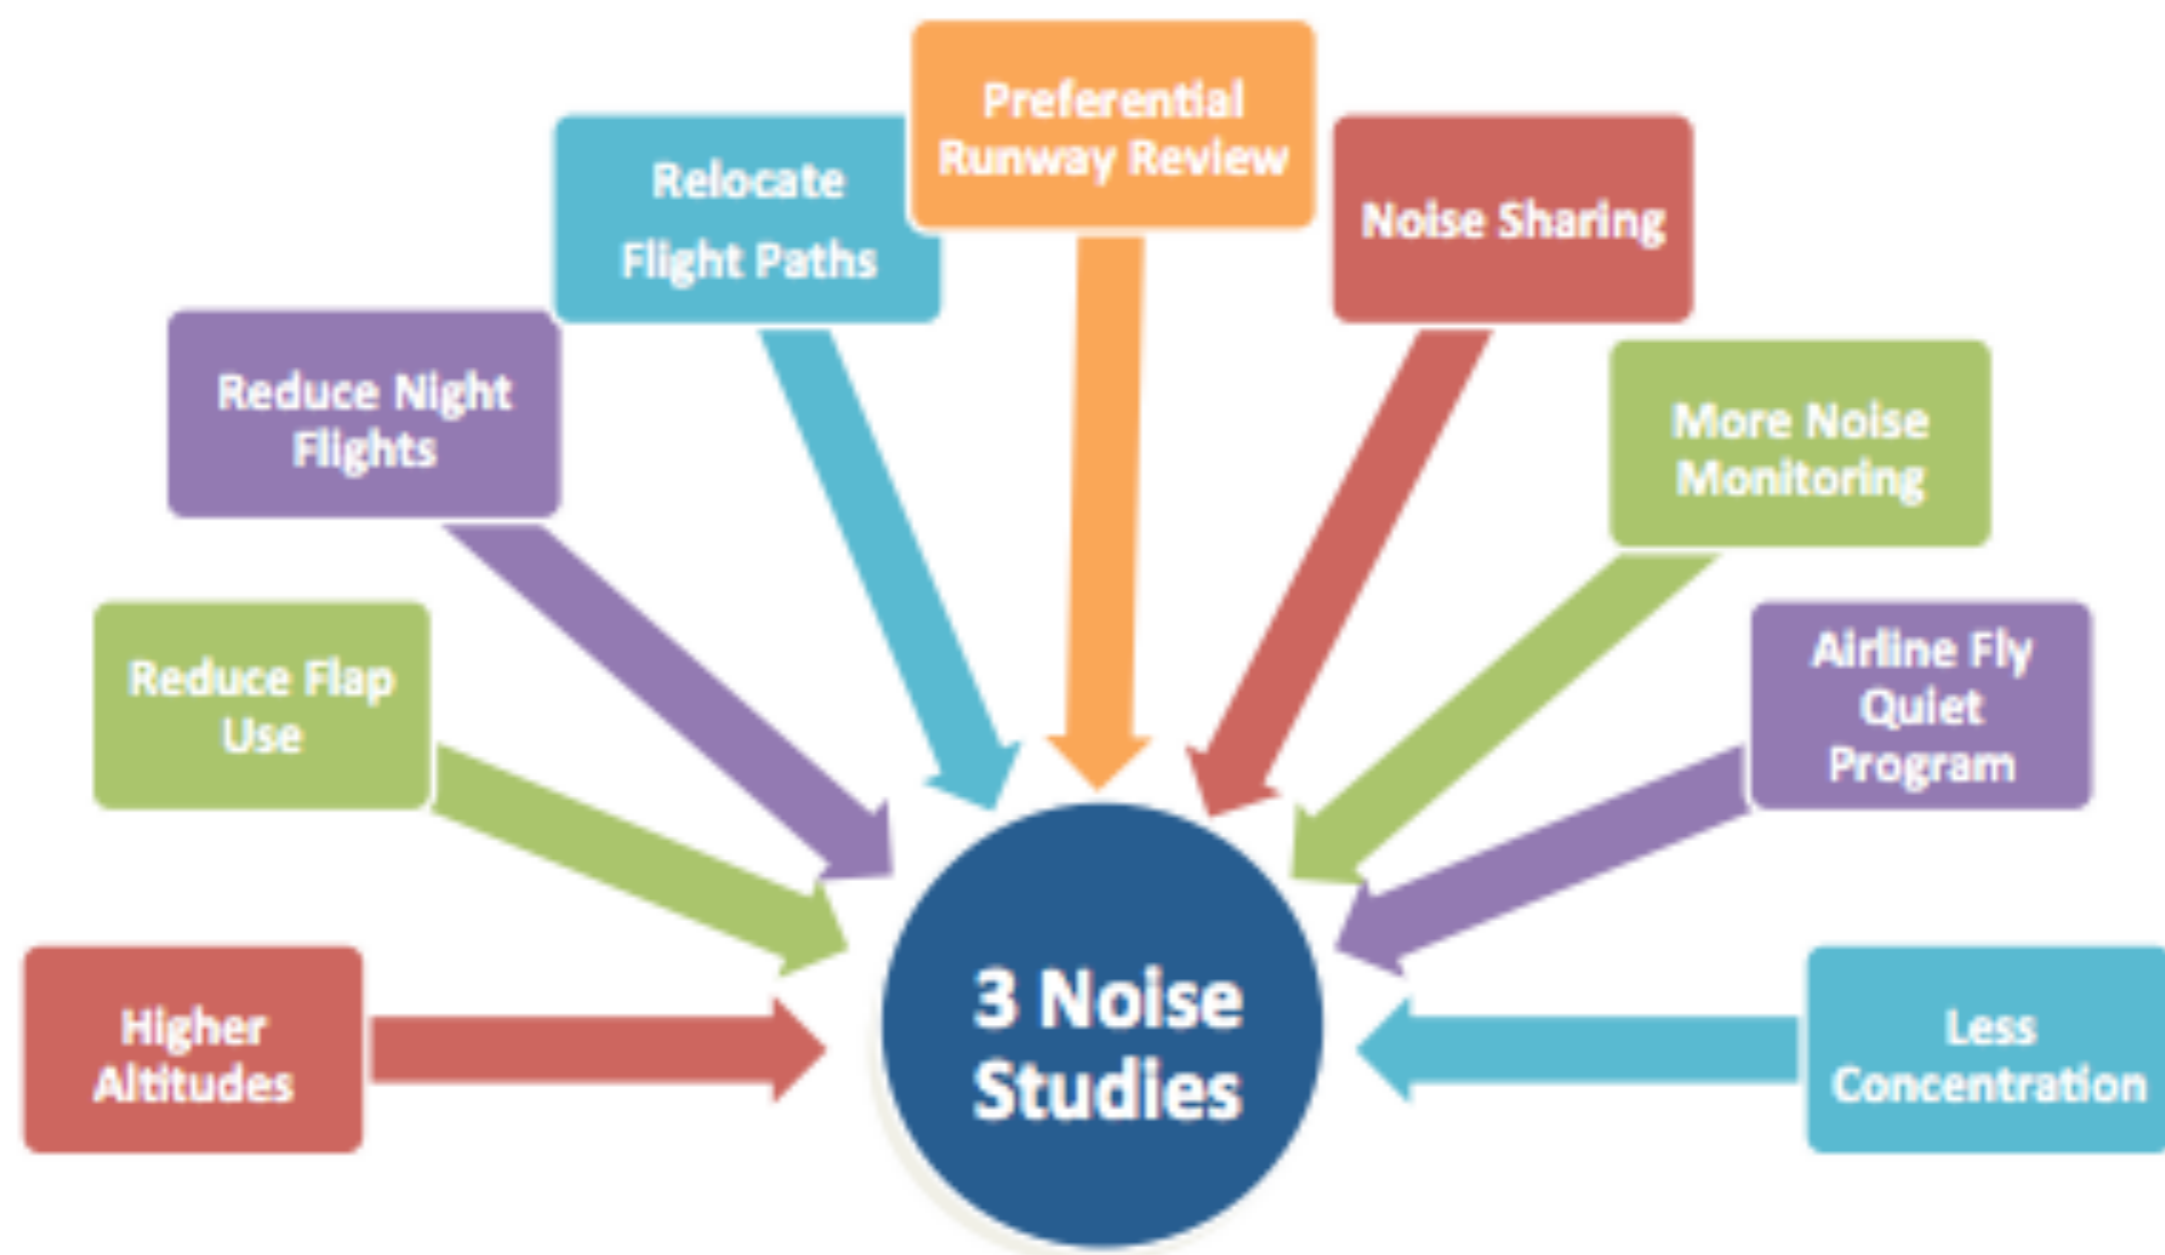 Preferential
Runway Review
Relocate
Flight Paths
Noise Sharing
Reduce Night
Flights
More Noise
Monitoring
Reduce Flap
Use
Airline Fly
Quiet
Program
Higher
Altitudes
3 Noise
Studies
Less
Concentration